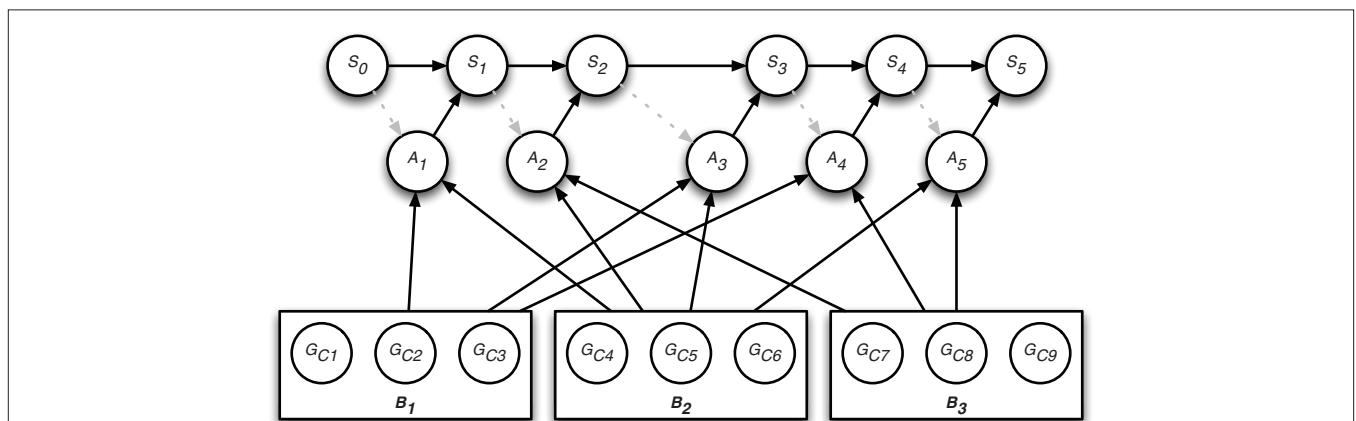 S0 S1 S2 S3 S4 S5
A1 A2 A3 A4 A5
GC1 GC2 GC3 GC4 GC5 GC6 GC7 GC8 GC9
B1 B2 B3